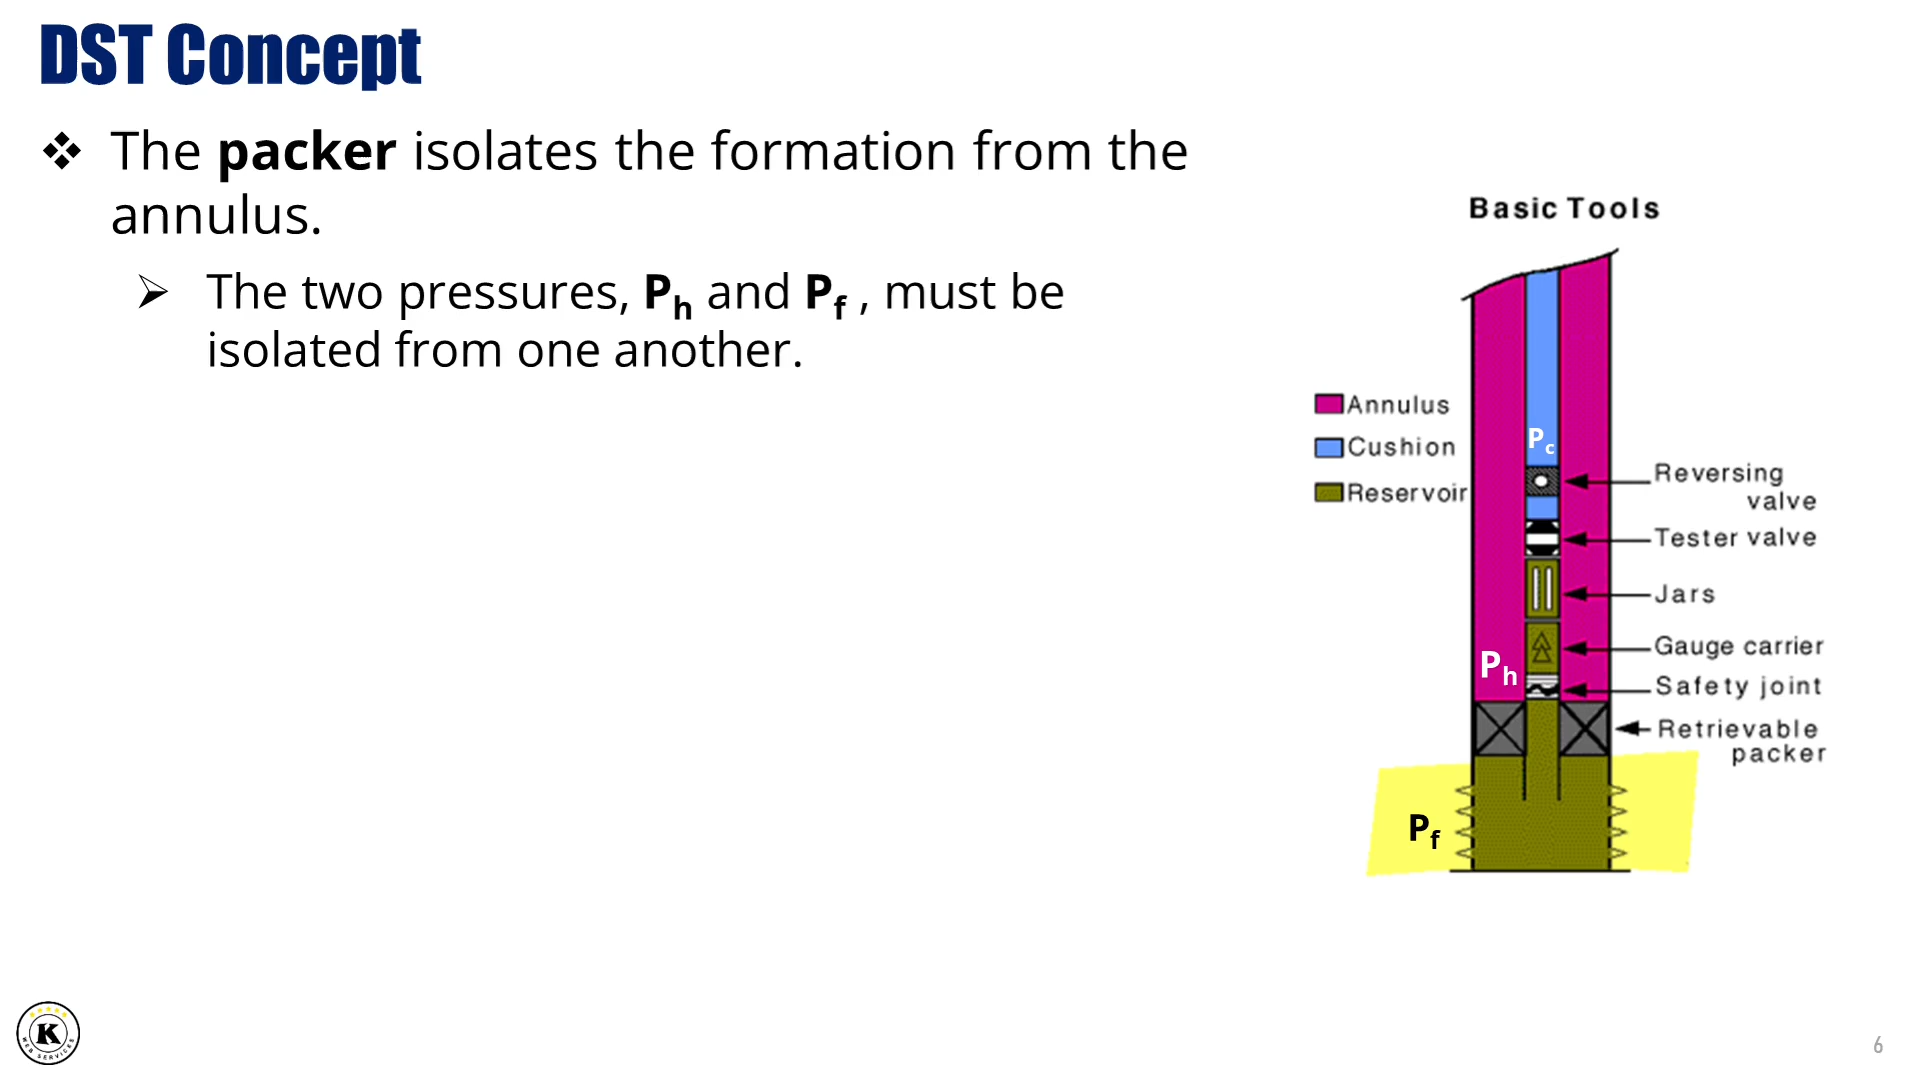 DST Concept
❖ The packer isolates the formation from the
annulus.
➢ The two pressures, Ph and Pf , must be
isolated from one another.
Basic Tools
Annulus
Cushion
Reservoir
Pc
Reversing
valve
Tester valve
Jars
Gauge carrier
Safety joint
Retrievable
packer
Ph
Pf
K
WEB SERVICES
6